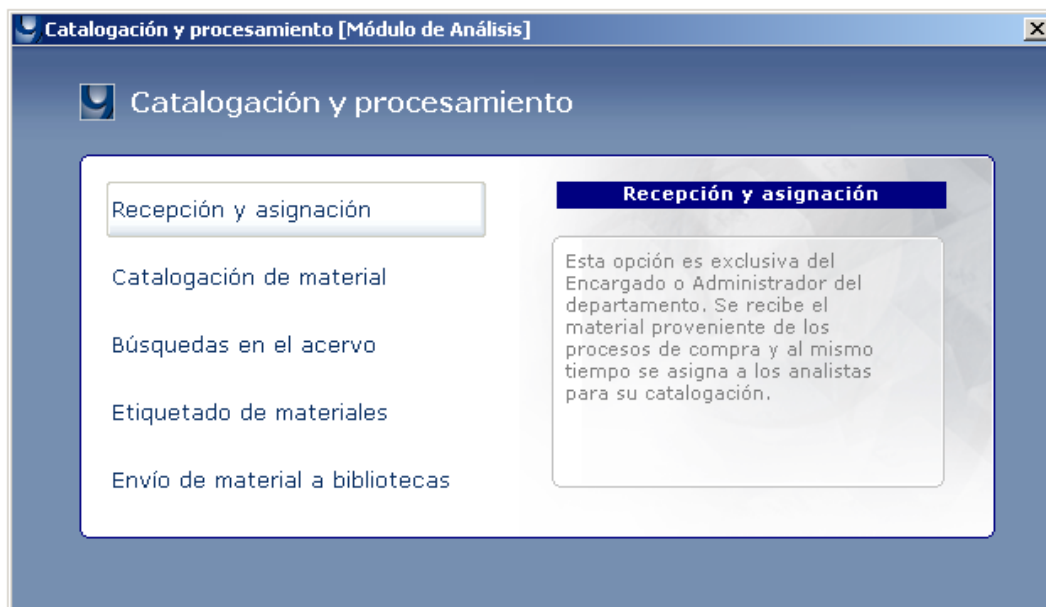 Catalogación y procesamiento [Módulo de Análisis]
Catalogación y procesamiento
Recepción y asignación
Catalogación de material
Búsquedas en el acervo
Etiquetado de materiales
Envío de material a bibliotecas
Recepción y asignación
Esta opción es exclusiva del
Encargado o Administrador del
departamento. Se recibe el
material proveniente de los
procesos de compra y al mismo
tiempo se asigna a los analistas
para su catalogación.